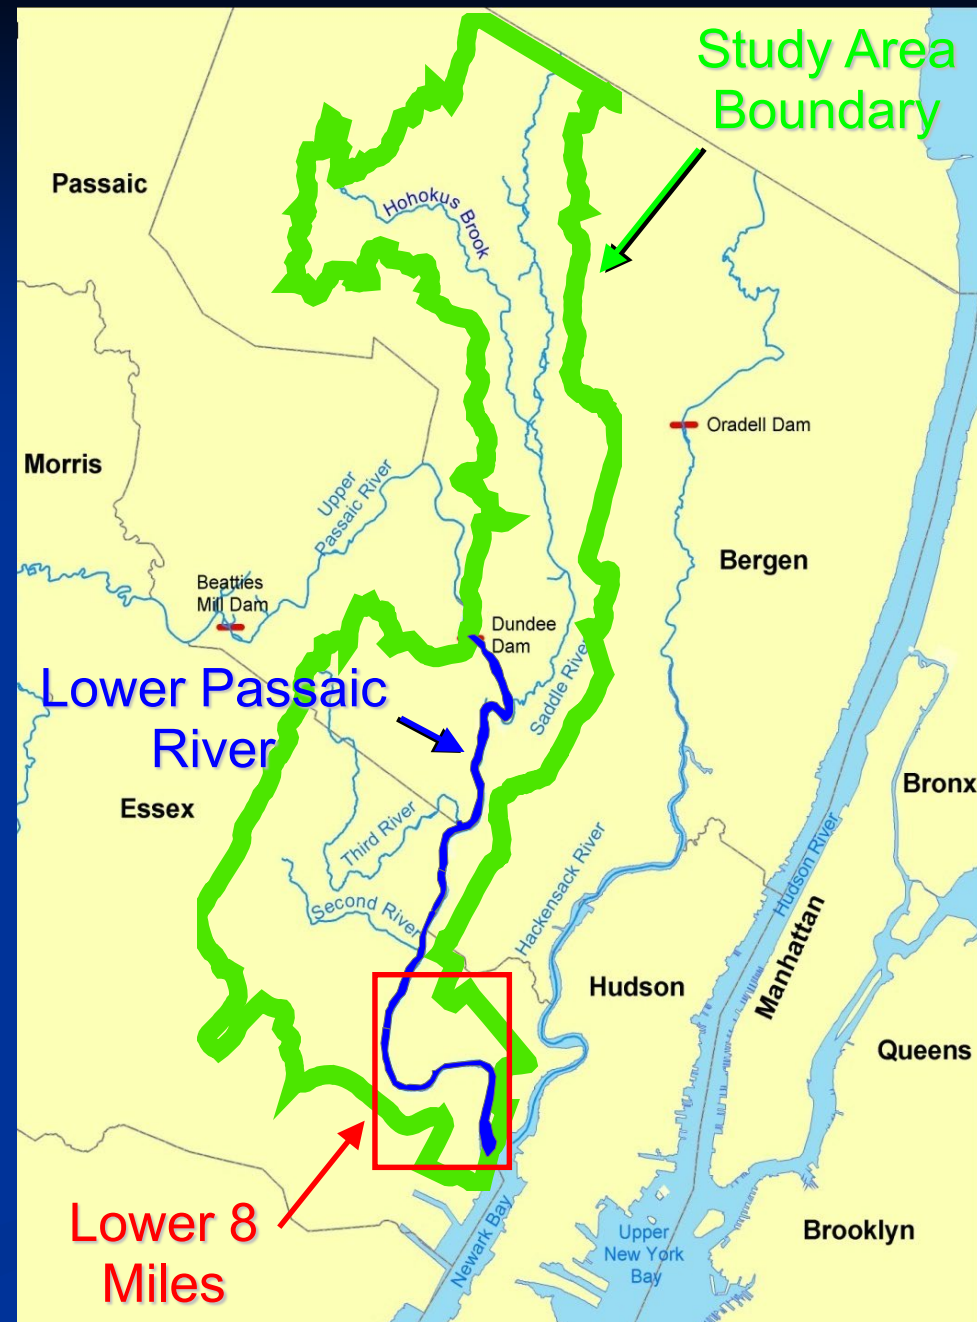 Study Area
Boundary
Passaic
Hohokus Brook
Oradell Dam
Morris
Upper
Passaic River
Bergen
Beatties
Mill Dam
Dundee
Dam
Saddle River
Lower Passaic
River
Essex
Bronx
Third River
Hudson River
Hackensack River
Second River
Manhattan
Hudson
Queens
Lower 8
Miles
Newark Bay
Upper
New York
Bay
Brooklyn